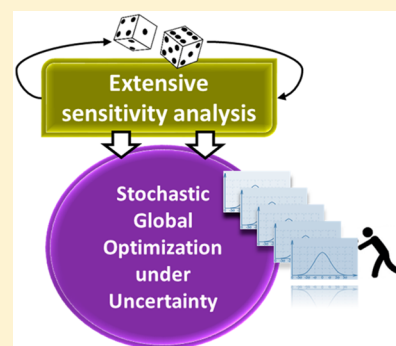 Extensive
sensitivity analysis
Stochastic
Global
Optimization
under
Uncertainty